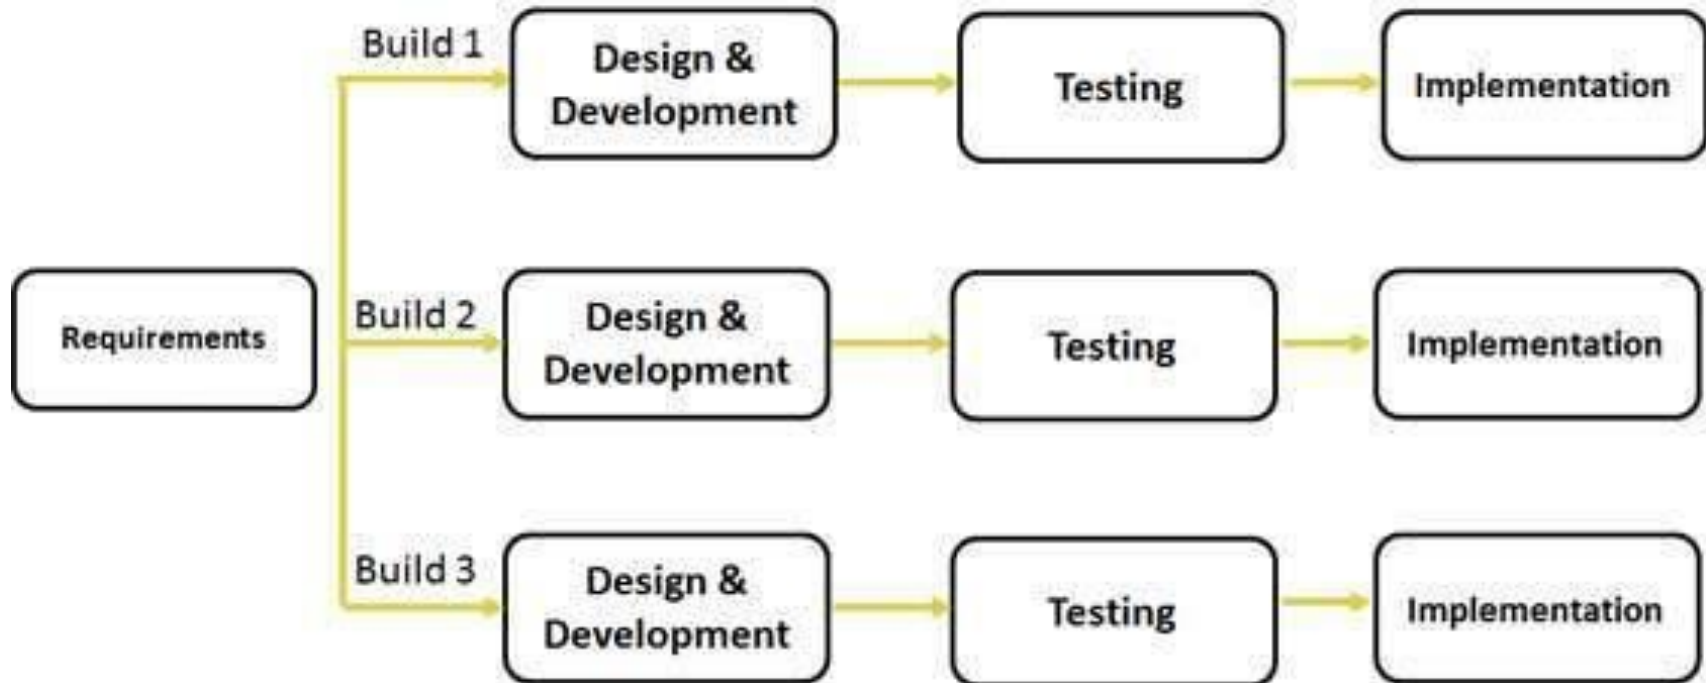 Build 1
Design &
Development
Testing
Implementation
Requirements
Build 2
Design &
Development
Testing
Implementation
Build 3
Design &
Development
Testing
Implementation